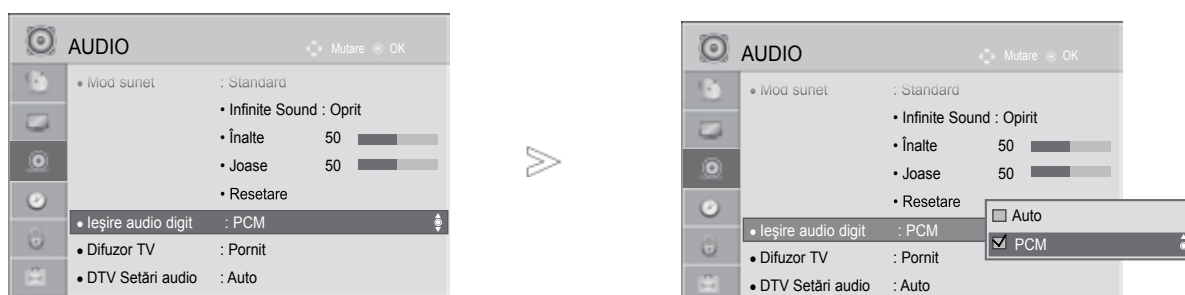 AUDIO
Mutare OK
• Mod sunet : Standard
• Infinite Sound : Oprit
• Înalte 50
• Joase 50
• Resetare
• Ieşire audio digit : PCM
• Difuzor TV : Pornit
• DTV Setări audio : Auto
AUDIO
Mutare OK
• Mod sunet : Standard
• Infinite Sound : Opirit
• Înalte 50
• Joase 50
• Resetare
• Ieşire audio digit : PCM
• Difuzor TV : Pornit
• DTV Setări audio : Auto
Auto
PCM